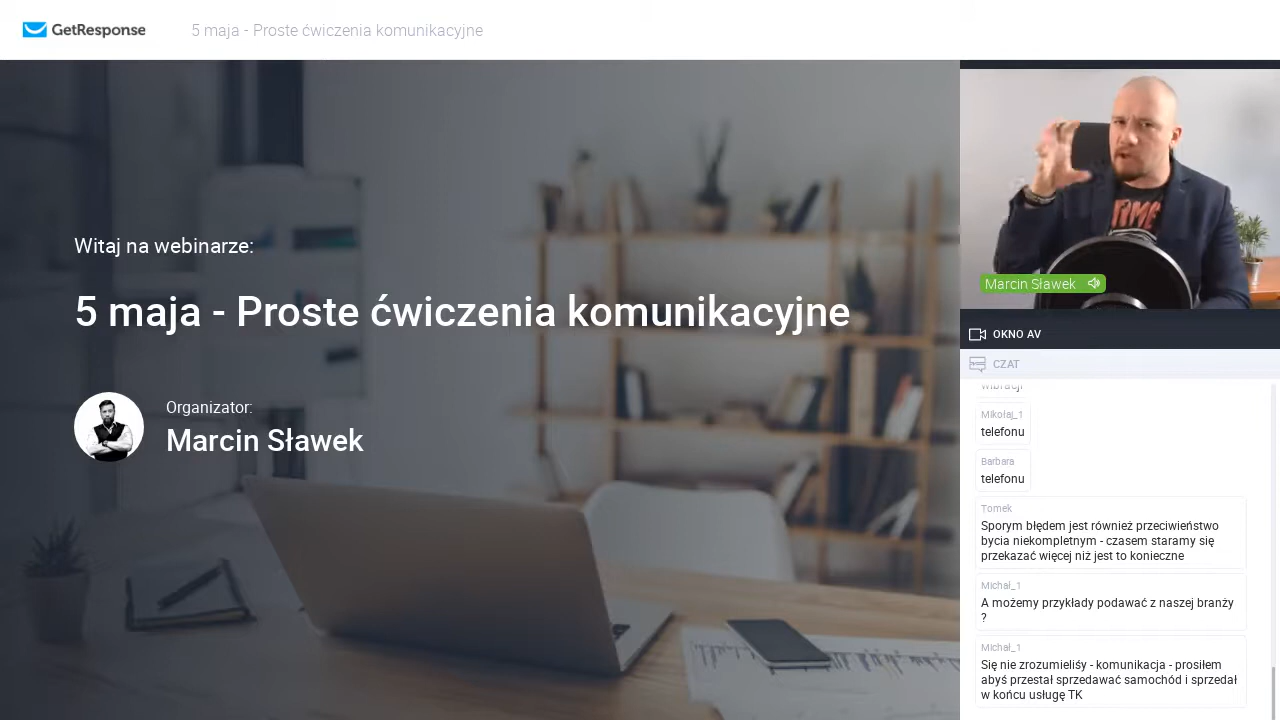 GetResponse
5 maja - Proste ćwiczenia komunikacyjne
Witaj na webinarze:
5 maja - Proste ćwiczenia komunikacyjne
Organizator:
Marcin Sławek
TIME
Marcin Sławek
OKNO AV
CZAT
wibracji
Mikołaj_1
telefonu
Barbara
telefonu
Tomek
Sporym błędem jest również przeciwieństwo
bycia niekompletnym - czasem staramy się
przekazać więcej niż jest to konieczne
Michał_1
A możemy przykłady podawać z naszej branży
?
Michał_1
Się nie zrozumieliśy - komunikacja - prosiłem
abyś przestał sprzedawać samochód i sprzedał
w końcu usługę TK